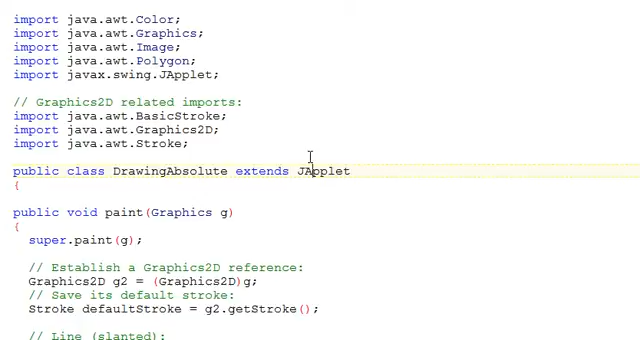 import java.awt.Color;
import java.awt.Graphics;
import java.awt.Image;
import java.awt.Polygon;
import javax.swing.JApplet;
// Graphics2D related imports:
import java.awt.BasicStroke;
import java.awt.Graphics2D;
import java.awt.Stroke;
public class DrawingAbsolute extends JApplet
{
public void paint(Graphics g)
{
super.paint(g);
// Establish a Graphics2D reference:
Graphics2D g2 = (Graphics2D)g;
// Save its default stroke:
Stroke defaultStroke = g2.getStroke();
// Line (slanted):